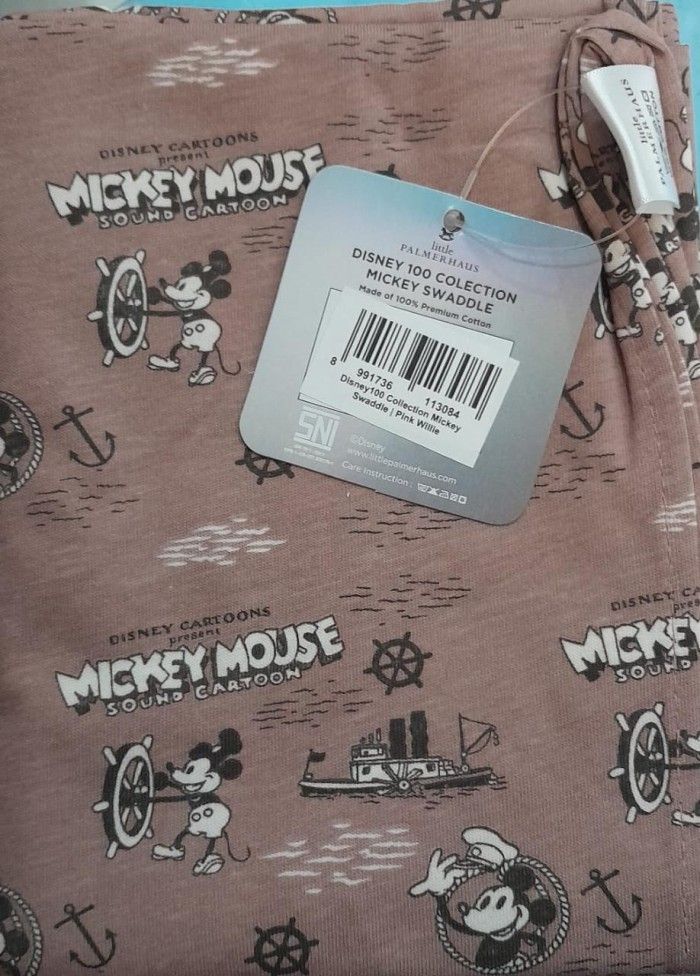 DISNEY CARTOONS
present
MICKEY MOUSE
SOUND CARTOON
little
PALMERHAUS
DISNEY 100 COLECTION
MICKEY SWADDLE
Made of 100% Premium Cotton
8 991736 113084
Disney100 Collection Mickey
Swaddle | Pink Willie
SNI
©Disney
www.littlepalmerhaus.com
Care Instruction :
little
PALMERHAUS
DISNEY CARTOONS
present
MICKEY MOUSE
SOUND CARTOON
DISNEY CA
present
MICKEY
SOUND